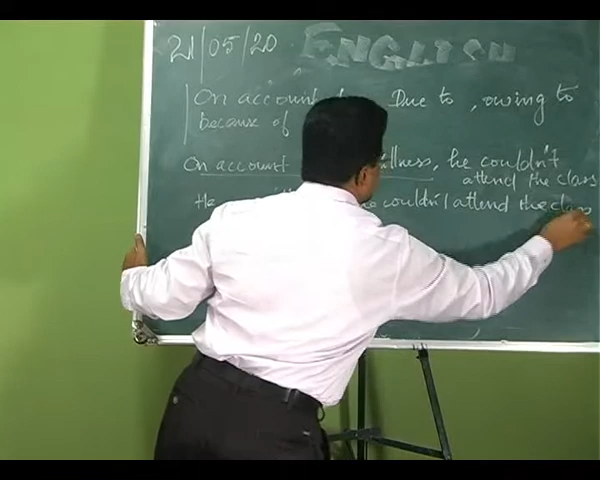 21/05/20 ENGLISH
On account Due to , owing to
because of
On account illness, he couldn't
attend the class
He couldn't attend the class